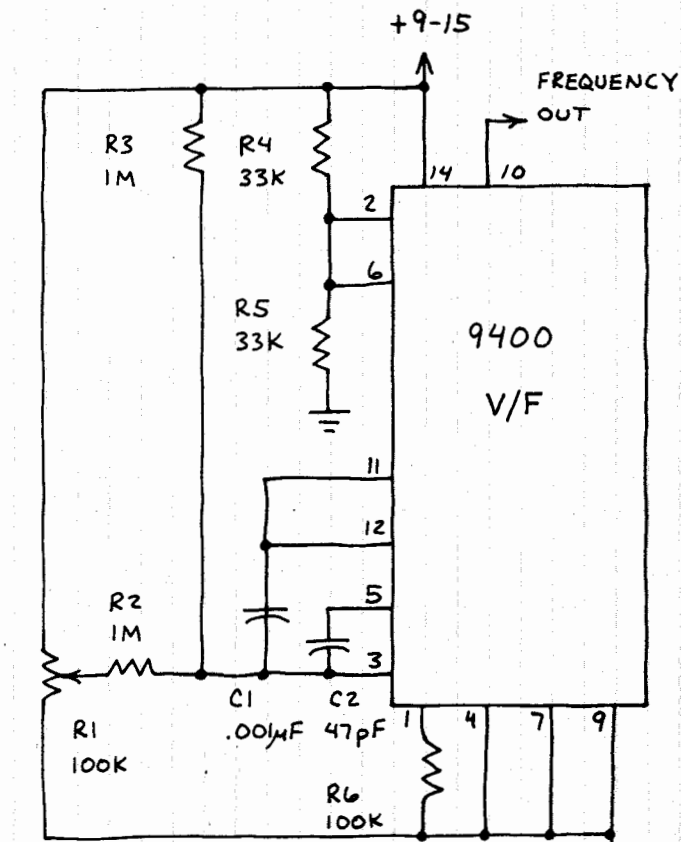 +9-15
FREQUENCY
OUT
R3
1M
R4
33K
14
10
2
6
R5
33K
9400
V/F
11
12
5
3
R2
1M
R1
100K
C1
.001µF
C2
47pF
1
4
7
9
R6
100K